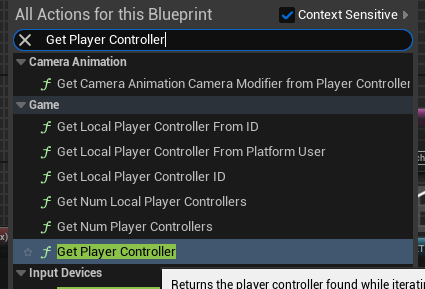 All Actions for this Blueprint
Context Sensitive
Get Player Controller
Camera Animation
Get Camera Animation Camera Modifier from Player Controller
Game
Get Local Player Controller From ID
Get Local Player Controller From Platform User
Get Local Player Controller ID
Get Num Local Player Controllers
Get Num Player Controllers
Get Player Controller
Input Devices
Returns the player controller found while